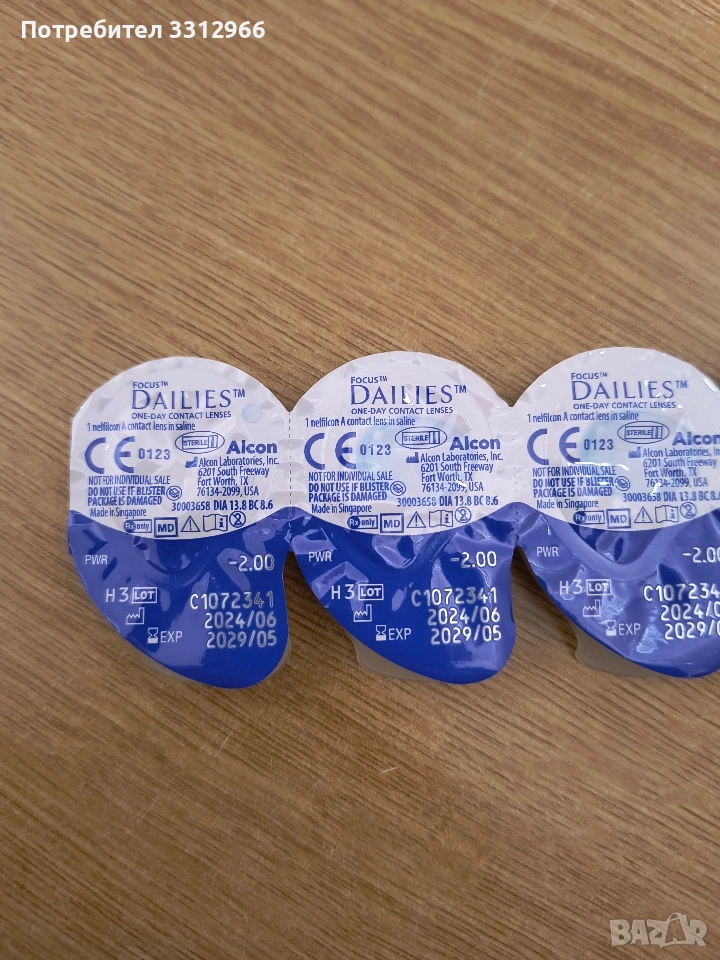 Потребител 3312966
FOCUS™
DAILIES™
ONE-DAY CONTACT LENSES
1 nelfilcon A contact lens in saline
CE 0123
STERILE
Alcon
Alcon Laboratories, Inc.
6201 South Freeway
Fort Worth, TX
76134-2099, USA
NOT FOR INDIVIDUAL SALE
DO NOT USE IF BLISTER
PACKAGE IS DAMAGED
Made in Singapore
30003658 DIA 13.8 BC 8.6
Rx only MD
PWR -2.00
H3 LOT C1072341
2024/06
EXP 2029/05
FOCUS™
DAILIES™
ONE-DAY CONTACT LENSES
1 nelfilcon A contact lens in saline
CE 0123
STERILE
Alcon
Alcon Laboratories, Inc.
6201 South Freeway
Fort Worth, TX
76134-2099, USA
NOT FOR INDIVIDUAL SALE
DO NOT USE IF BLISTER
PACKAGE IS DAMAGED
Made in Singapore
30003658 DIA 13.8 BC 8.6
Rx only MD
PWR -2.00
H3 LOT C1072341
2024/06
EXP 2029/05
FOCUS™
DAILIES™
ONE-DAY CONTACT LENSES
1 nelfilcon A contact lens in saline
CE 0123
STERILE
Alcon
Alcon Laboratories, Inc.
6201 South Freeway
Fort Worth, TX
76134-2099, USA
NOT FOR INDIVIDUAL SALE
DO NOT USE IF BLISTER
PACKAGE IS DAMAGED
Made in Singapore
30003658 DIA 13.8 BC 8.6
Rx only MD
PWR -2.00
H3 LOT C107234
2024/0
EXP 2029/0
BAZAR